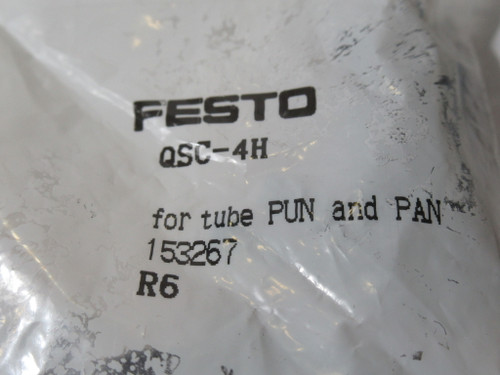 FESTO
QSC-4H
for tube PUN and PAN
153267
R6